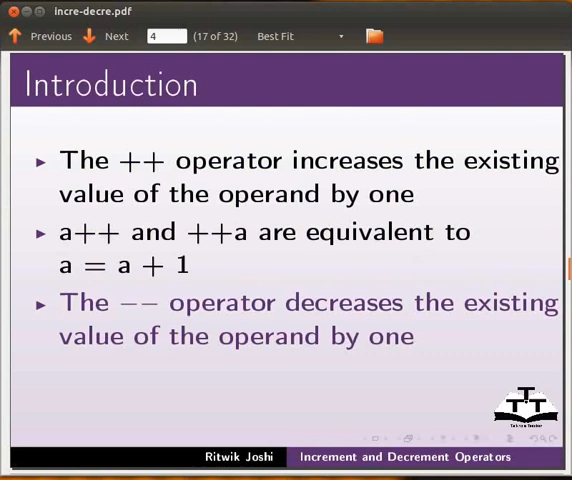 incre-decre.pdf
Previous Next 4 (17 of 32) Best Fit
Introduction
▸ The ++ operator increases the existing
value of the operand by one
▸ a++ and ++a are equivalent to
a = a + 1
▸ The −− operator decreases the existing
value of the operand by one
TTT
Ritwik Joshi Increment and Decrement Operators